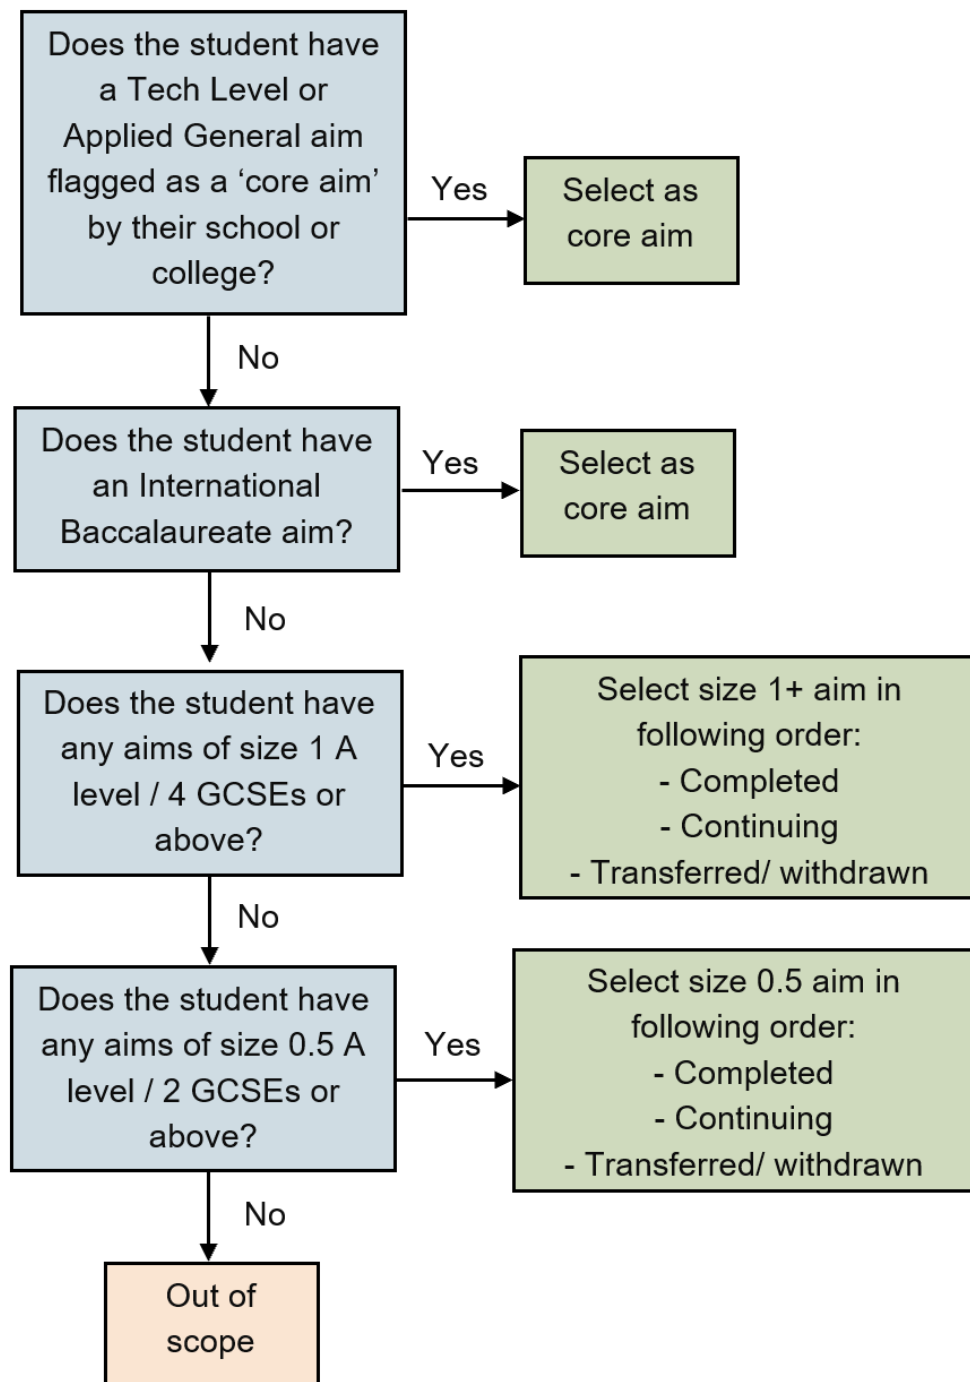 Does the student have
a Tech Level or
Applied General aim
flagged as a ‘core aim’
by their school or
college?
Yes
Select as
core aim
No
Does the student have
an International
Baccalaureate aim?
Yes
Select as
core aim
No
Does the student have
any aims of size 1 A
level / 4 GCSEs or
above?
Yes
Select size 1+ aim in
following order:
- Completed
- Continuing
- Transferred/ withdrawn
No
Does the student have
any aims of size 0.5 A
level / 2 GCSEs or
above?
Yes
Select size 0.5 aim in
following order:
- Completed
- Continuing
- Transferred/ withdrawn
No
Out of
scope